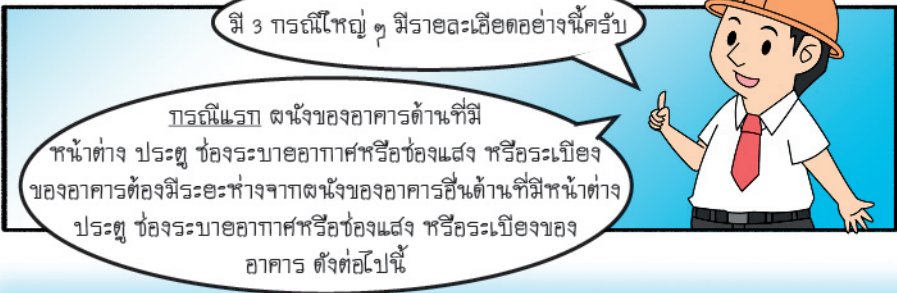 มี 3 กรณีใหญ่ ๆ มีรายละเอียดอย่างนี้ครับ
กรณีแรก ผนังของอาคารด้านที่มี
หน้าต่าง ประตู ช่องระบายอากาศหรือช่องแสง หรือระเบียง
ของอาคารต้องมีระยะห่างจากผนังของอาคารอื่นด้านที่มีหน้าต่าง
ประตู ช่องระบายอากาศหรือช่องแสง หรือระเบียงของ
อาคาร ดังต่อไปนี้